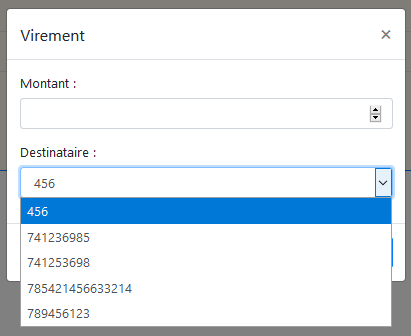 Virement ×
Montant :
Destinataire :
456
456
741236985
741253698
785421456633214
789456123